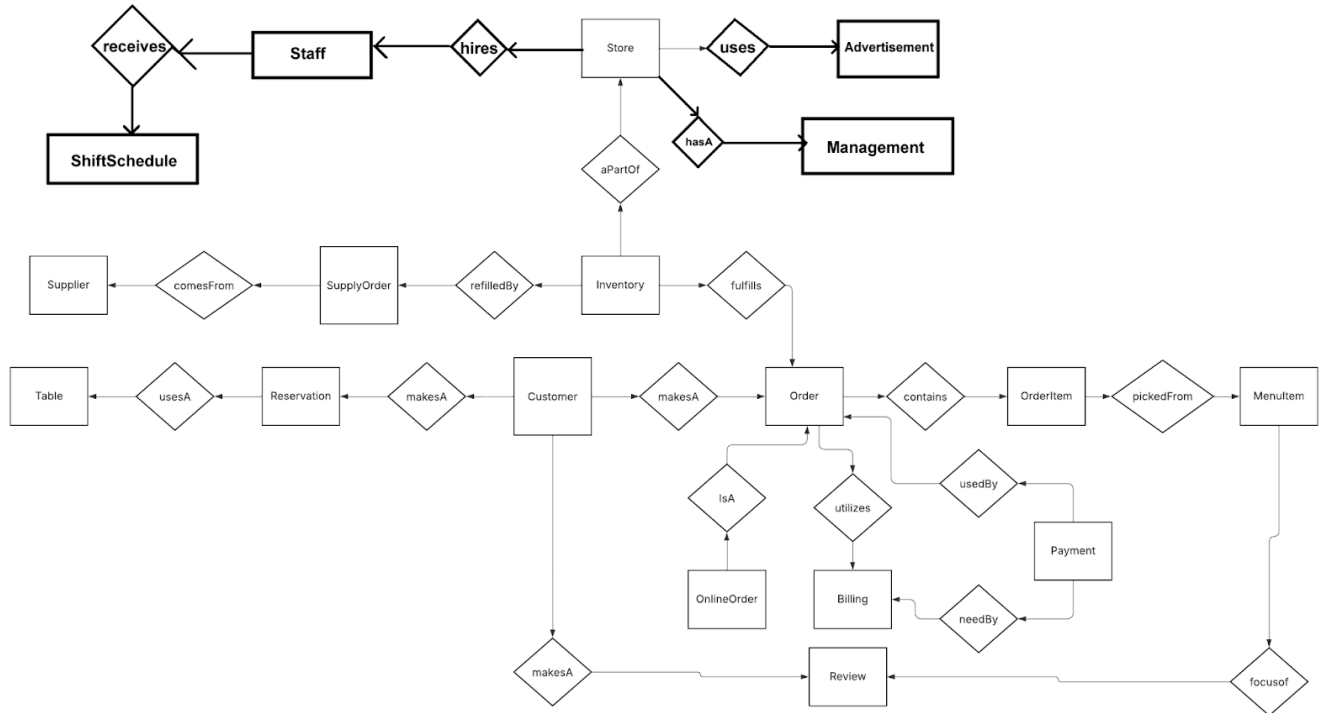 receives
Staff
hires
Store
uses
Advertisement
ShiftSchedule
hasA
Management
aPartOf
Supplier
comesFrom
SupplyOrder
refilledBy
Inventory
fulfills
Table
usesA
Reservation
makesA
Customer
makesA
Order
contains
OrderItem
pickedFrom
MenuItem
IsA
utilizes
usedBy
Payment
OnlineOrder
Billing
needBy
makesA
Review
focusof